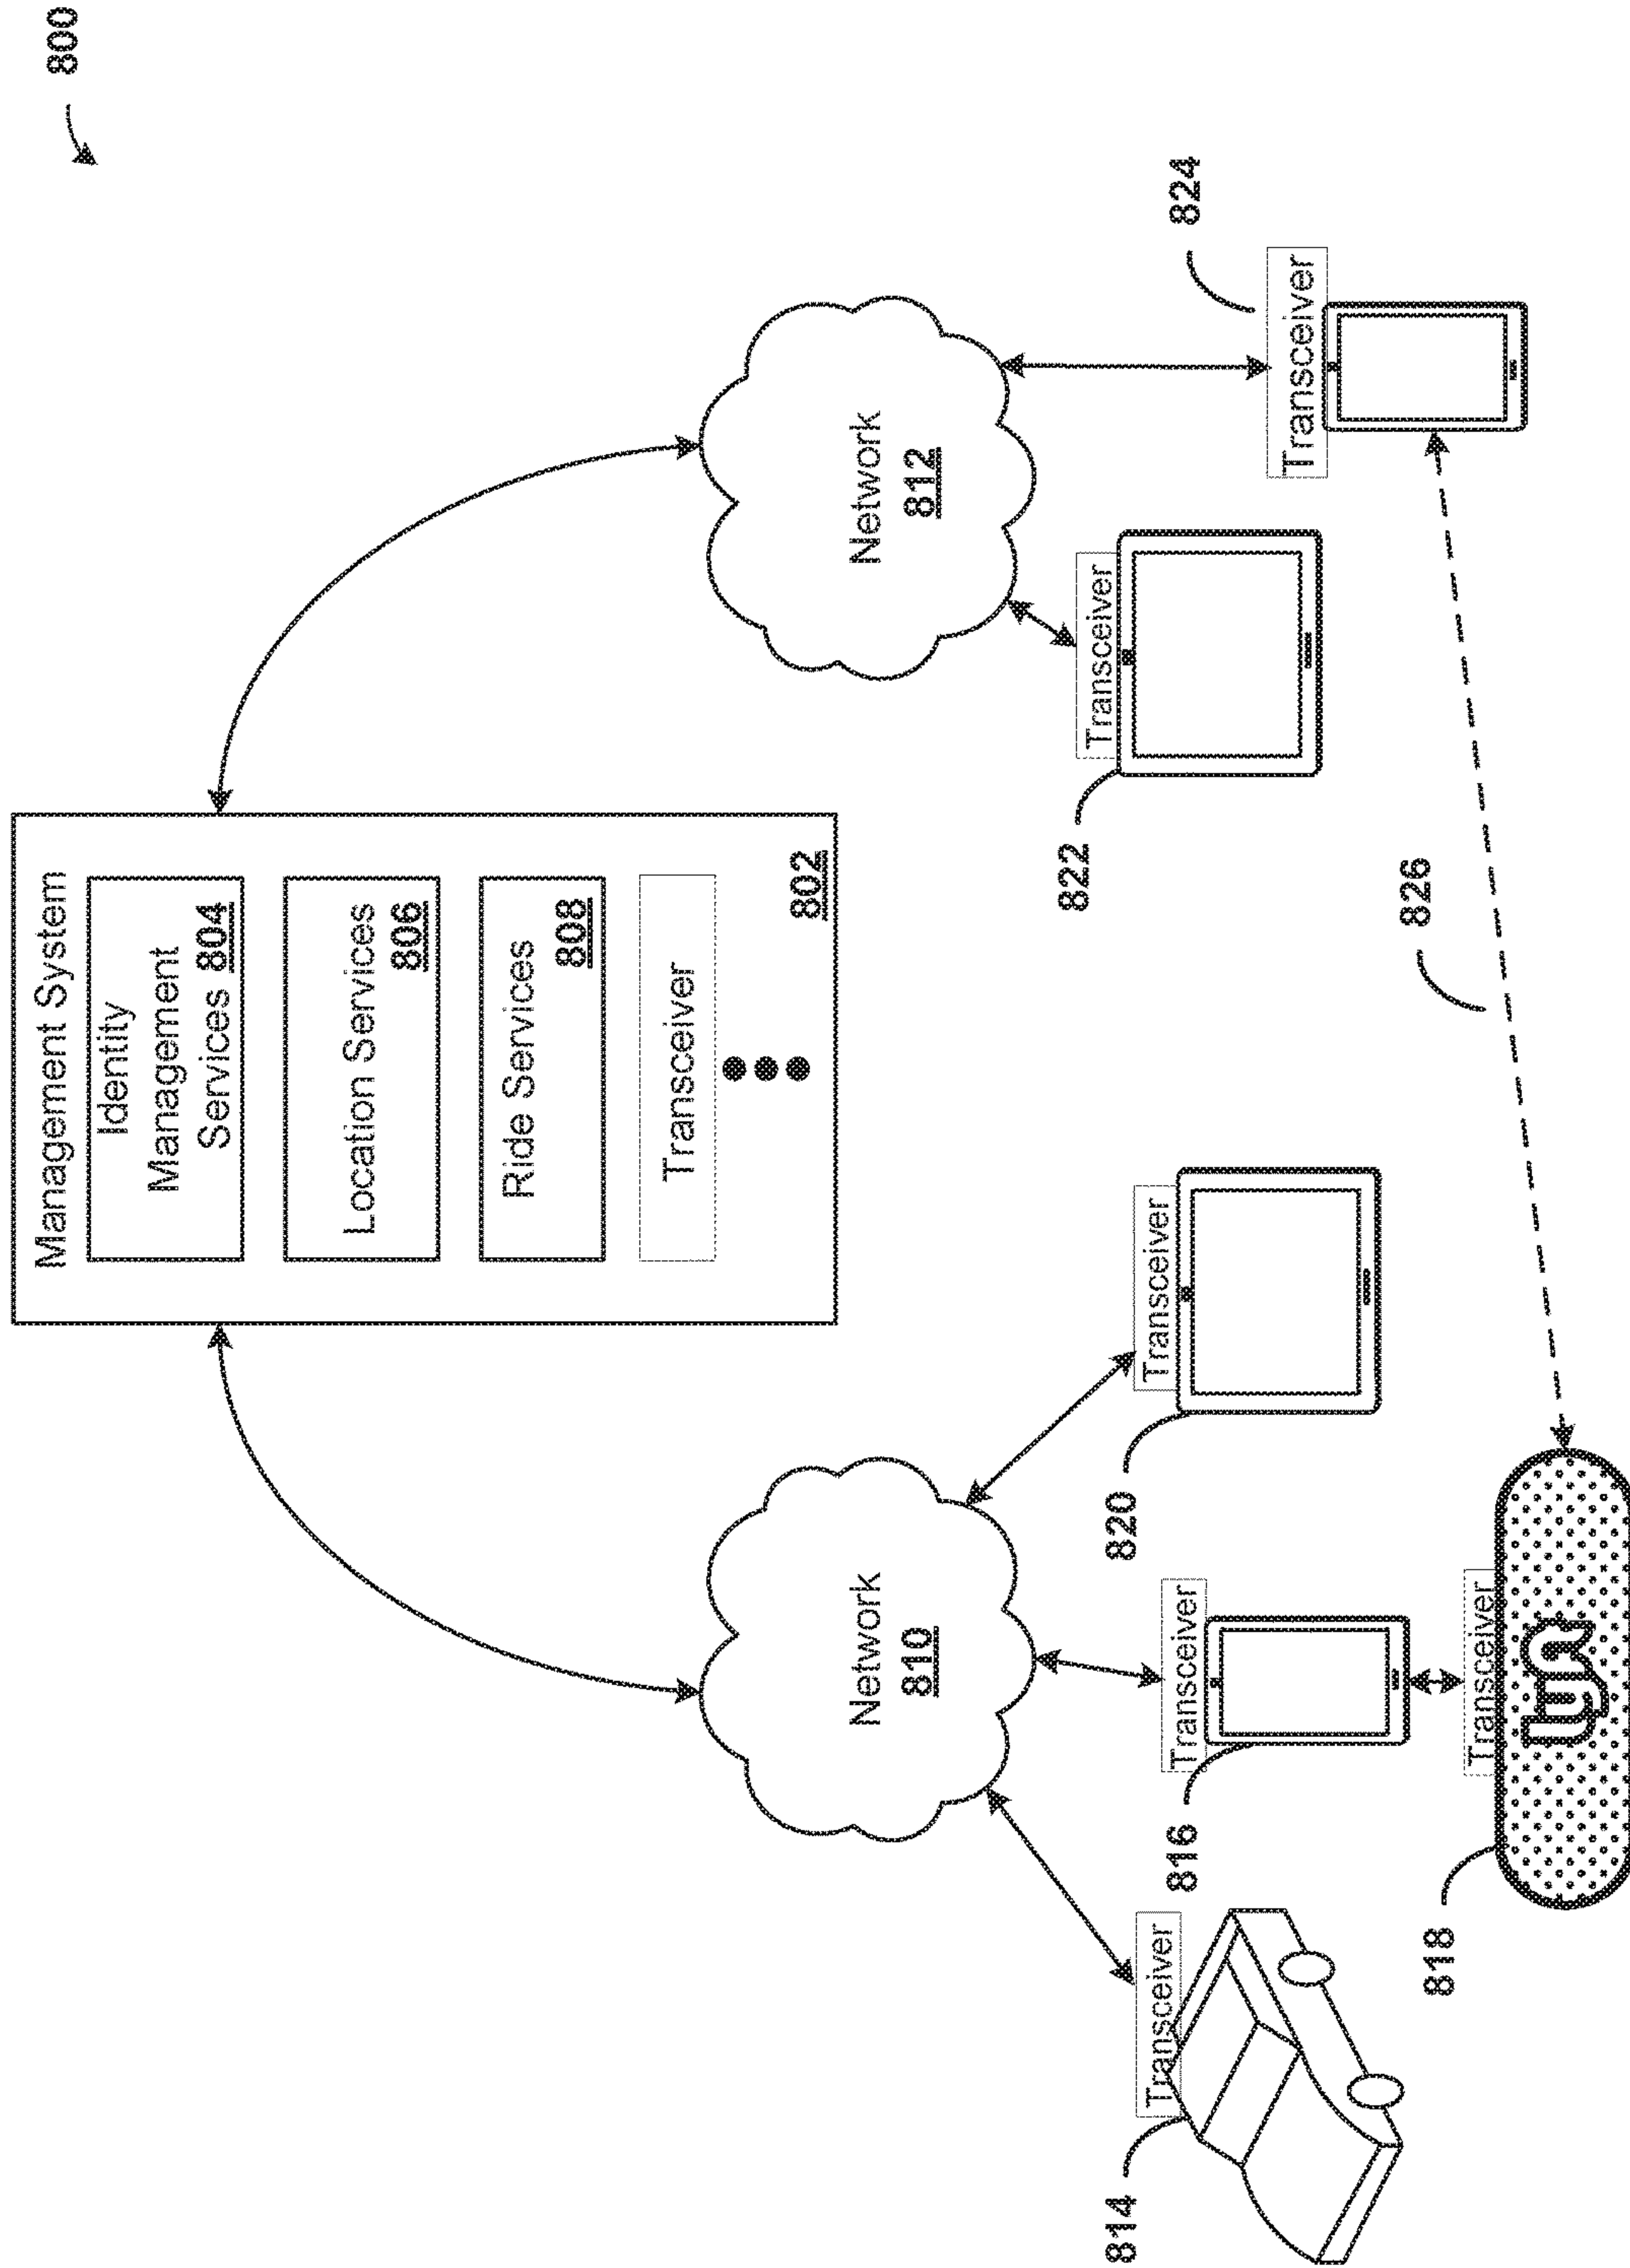 800
Management System
Identity
Management
Services 804
Location Services
806
Ride Services
808
Transceiver
802
Network
810
Network
812
Transceiver
814
Transceiver
816
Transceiver
818
Transceiver
820
Transceiver
822
Transceiver
824
826